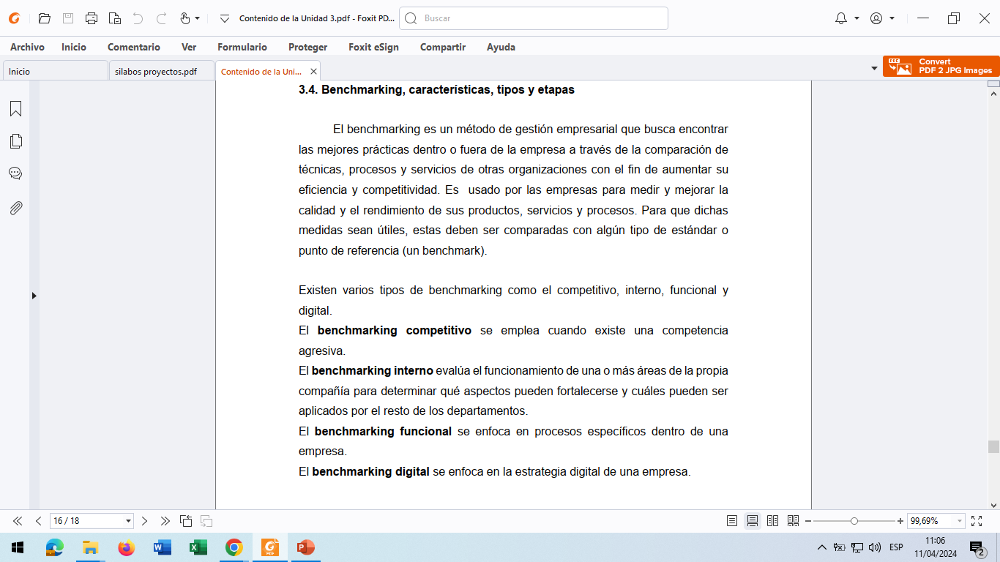 Contenido de la Unidad 3.pdf - Foxit PD...
Buscar
Archivo
Inicio
Comentario
Ver
Formulario
Proteger
Foxit eSign
Compartir
Ayuda
Inicio
silabos proyectos.pdf
Contenido de la Uni...
PDF
Convert
PDF 2 JPG Images
3.4. Benchmarking, características, tipos y etapas
El benchmarking es un método de gestión empresarial que busca encontrar
las mejores prácticas dentro o fuera de la empresa a través de la comparación de
técnicas, procesos y servicios de otras organizaciones con el fin de aumentar su
eficiencia y competitividad. Es usado por las empresas para medir y mejorar la
calidad y el rendimiento de sus productos, servicios y procesos. Para que dichas
medidas sean útiles, estas deben ser comparadas con algún tipo de estándar o
punto de referencia (un benchmark).
Existen varios tipos de benchmarking como el competitivo, interno, funcional y
digital.
El benchmarking competitivo se emplea cuando existe una competencia
agresiva.
El benchmarking interno evalúa el funcionamiento de una o más áreas de la propia
compañía para determinar qué aspectos pueden fortalecerse y cuáles pueden ser
aplicados por el resto de los departamentos.
El benchmarking funcional se enfoca en procesos específicos dentro de una
empresa.
El benchmarking digital se enfoca en la estrategia digital de una empresa.
16 / 18
99,69%
W
X
PDF
P
ESP
11:06
11/04/2024
2